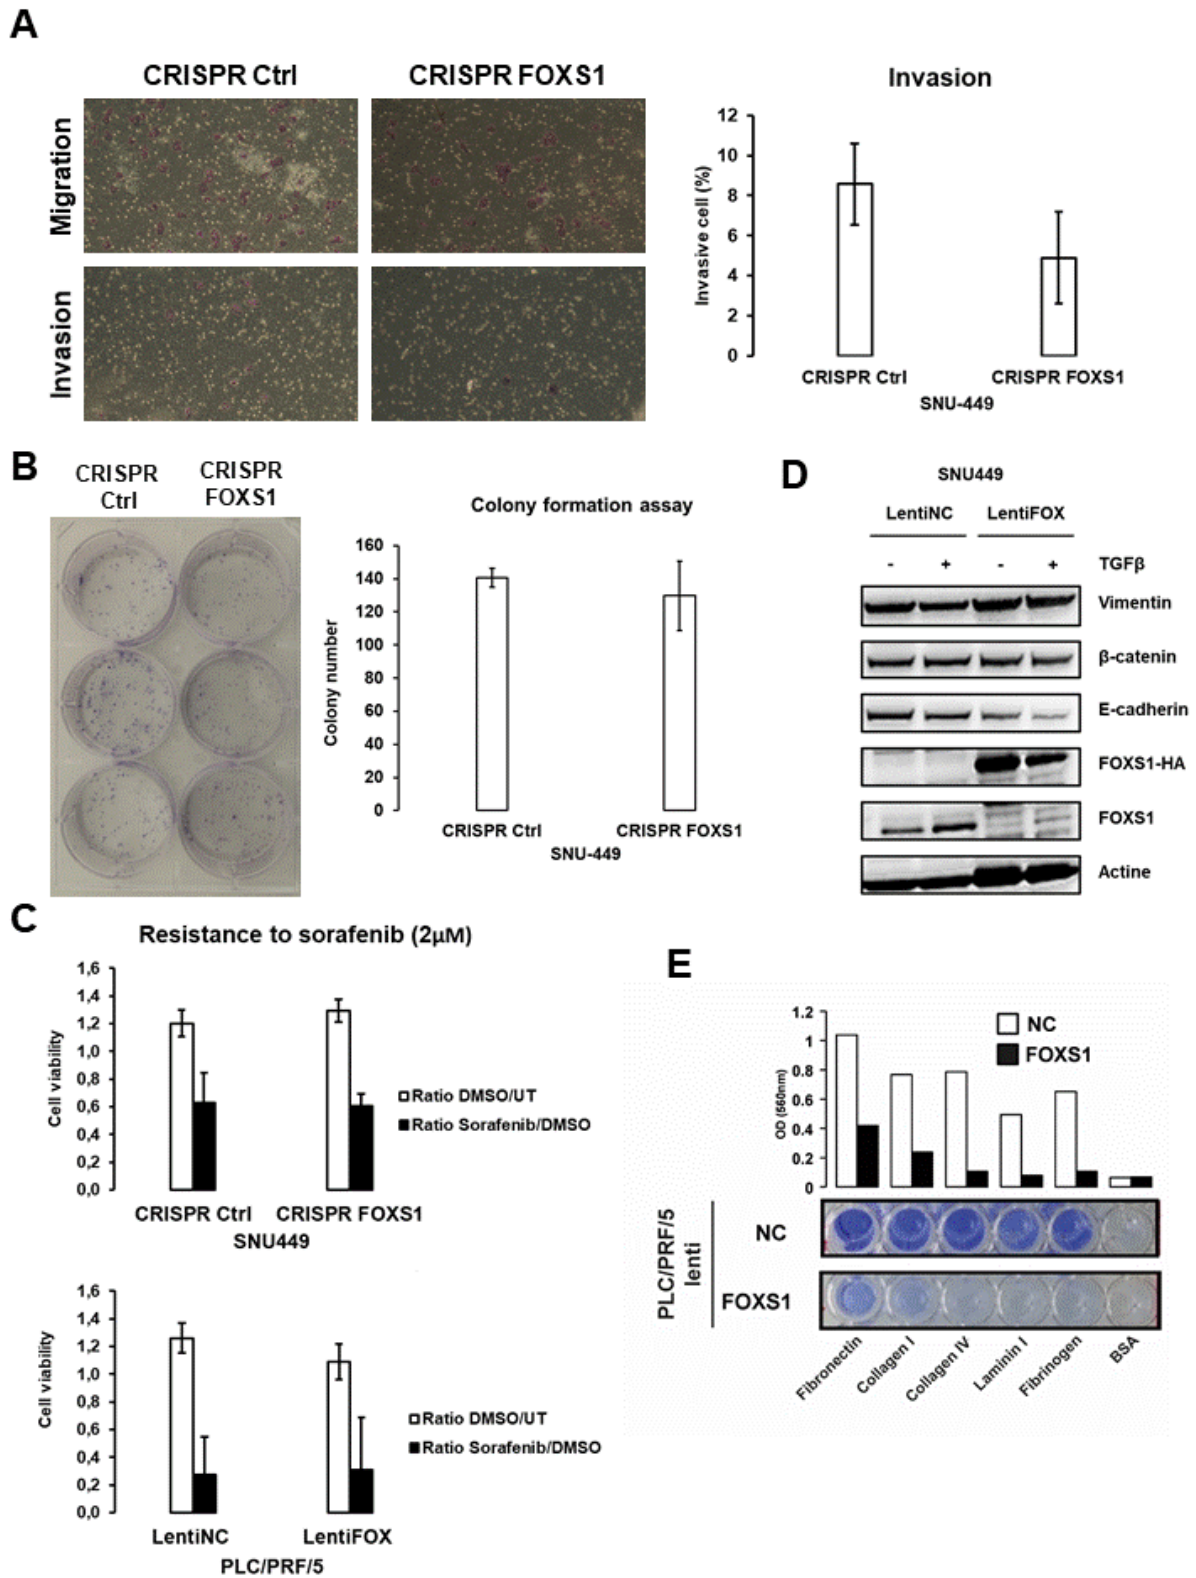 A
CRISPR Ctrl
CRISPR FOXS1
Migration
Invasion
Invasion
Invasive cell (%)
12
10
8
6
4
2
0
CRISPR Ctrl
CRISPR FOXS1
SNU-449
B
CRISPR
Ctrl
CRISPR
FOXS1
Colony formation assay
Colony number
160
140
120
100
80
60
40
20
0
CRISPR Ctrl
CRISPR FOXS1
SNU-449
D
SNU449
LentiNC
LentiFOX
- + - + TGFβ
Vimentin
β-catenin
E-cadherin
FOXS1-HA
FOXS1
Actine
C
Resistance to sorafenib (2μM)
Cell viability
1,6
1,4
1,2
1,0
0,8
0,6
0,4
0,2
0,0
Ratio DMSO/UT
Ratio Sorafenib/DMSO
CRISPR Ctrl
CRISPR FOXS1
SNU449
Cell viability
1,6
1,4
1,2
1,0
0,8
0,6
0,4
0,2
0,0
Ratio DMSO/UT
Ratio Sorafenib/DMSO
LentiNC
LentiFOX
PLC/PRF/5
E
OD (560nm)
1.2
1
0.8
0.6
0.4
0.2
0
NC
FOXS1
PLC/PRF/5
lenti
NC
FOXS1
Fibronectin
Collagen I
Collagen IV
Laminin I
Fibrinogen
BSA